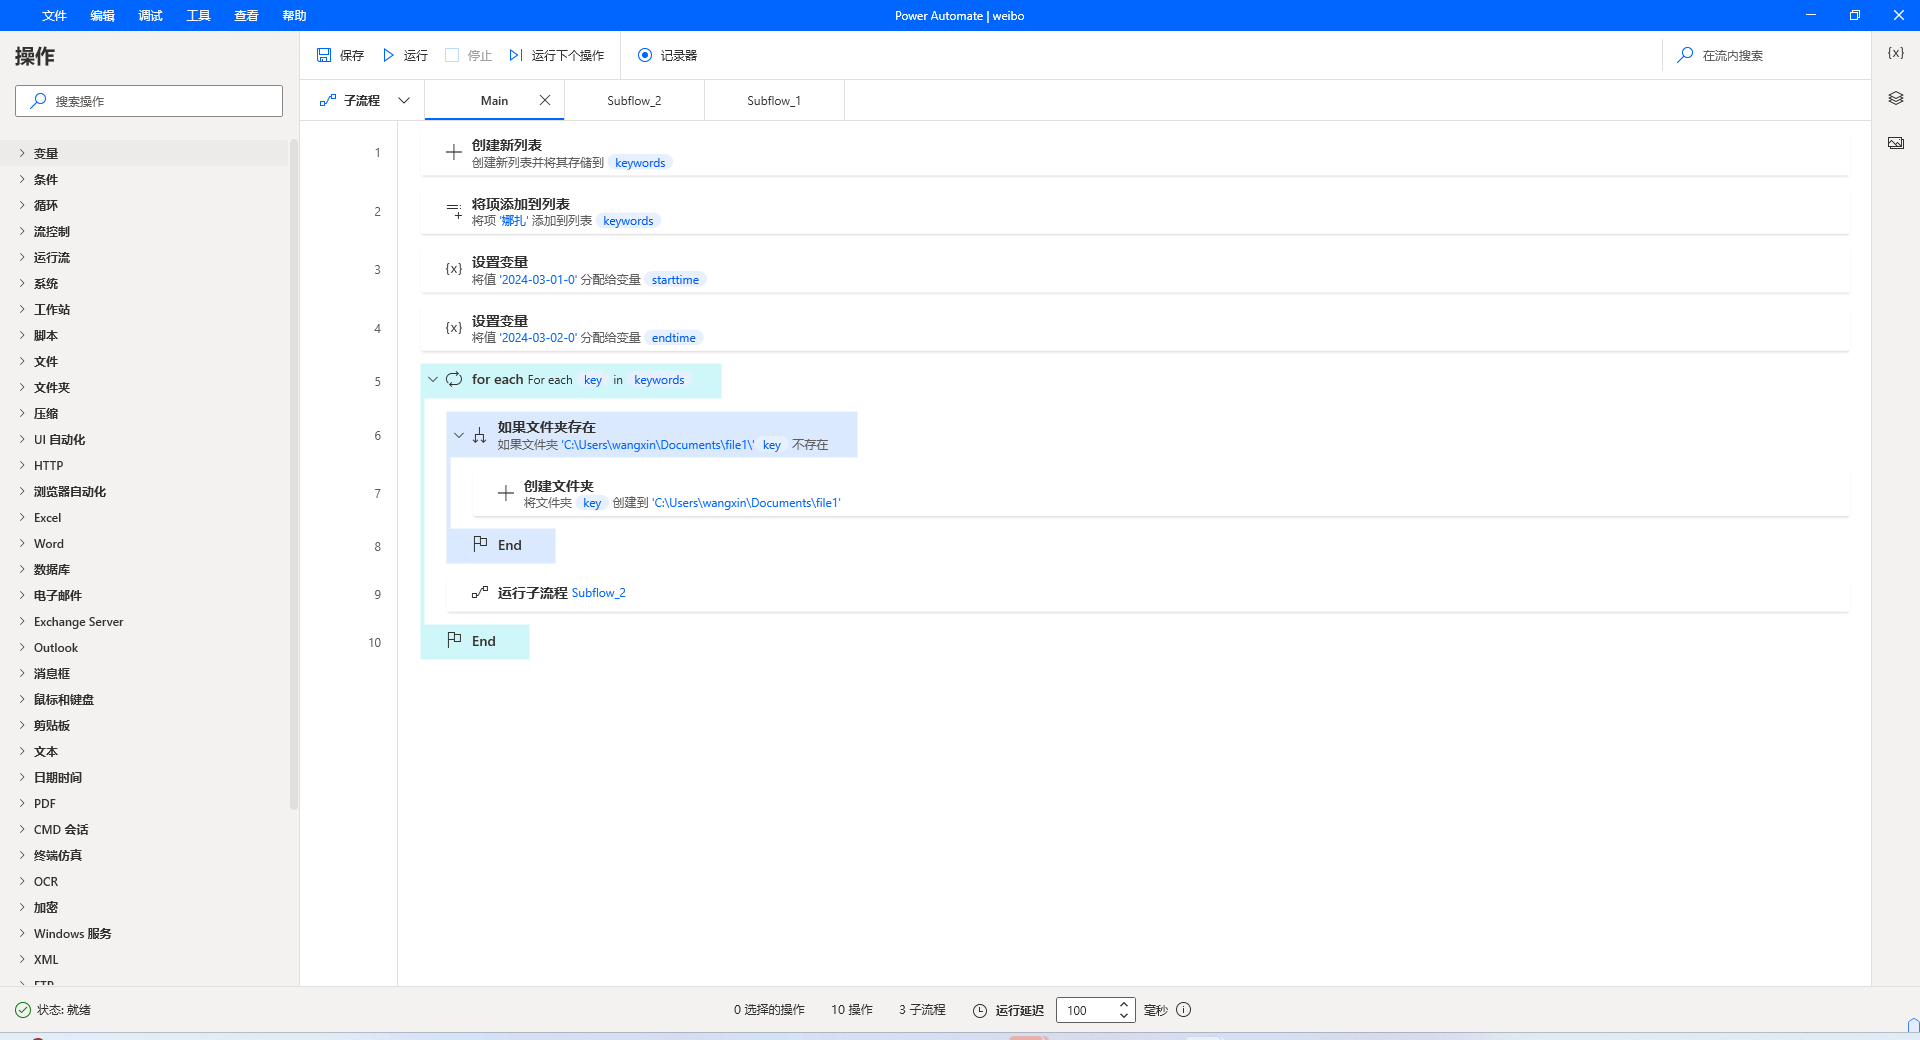 文件 编辑 调试 工具 查看 帮助
Power Automate | weibo
操作
搜索操作
变量
条件
循环
流控制
运行流
系统
工作站
脚本
文件
文件夹
压缩
UI 自动化
HTTP
浏览器自动化
Excel
Word
数据库
电子邮件
Exchange Server
Outlook
消息框
鼠标和键盘
剪贴板
文本
日期时间
PDF
CMD 会话
终端仿真
OCR
加密
Windows 服务
XML
FTP
保存 运行 停止 运行下个操作 记录器
在流内搜索
{x}
子流程 Main Subflow_2 Subflow_1
1 创建新列表
创建新列表并将其存储到 keywords
2 将项添加到列表
将项 '娜扎' 添加到列表 keywords
3 {x} 设置变量
将值 '2024-03-01-0' 分配给变量 starttime
4 {x} 设置变量
将值 '2024-03-02-0' 分配给变量 endtime
5 for each For each key in keywords
6 如果文件夹存在
如果文件夹 'C:\Users\wangxin\Documents\file1\' key 不存在
7 创建文件夹
将文件夹 key 创建到 'C:\Users\wangxin\Documents\file1'
8 End
9 运行子流程 Subflow_2
10 End
状态: 就绪
0 选择的操作 10 操作 3 子流程 运行延迟 100 毫秒